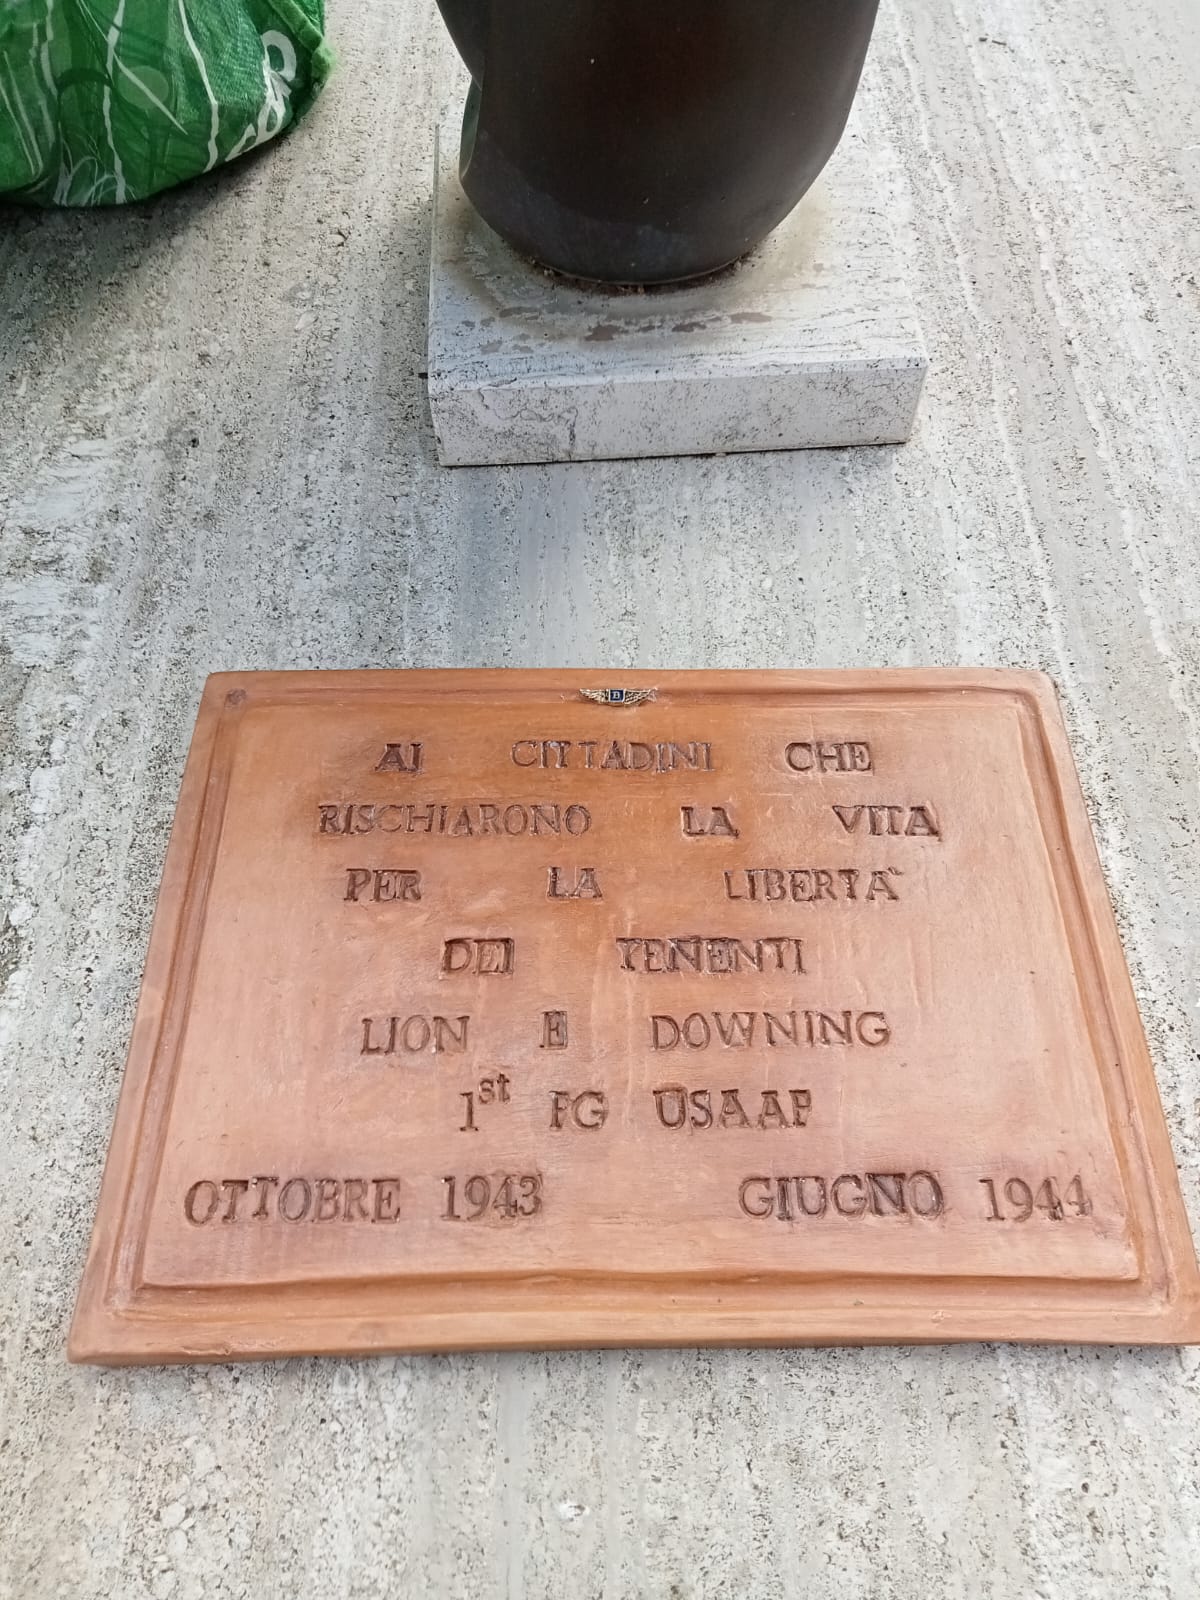 B
AI CITTADINI CHE
RISCHIARONO LA VITA
PER LA LIBERTA`
DEI TENENTI
LION E DOWNING
1st FG USAAF
OTTOBRE 1943 GIUGNO 1944